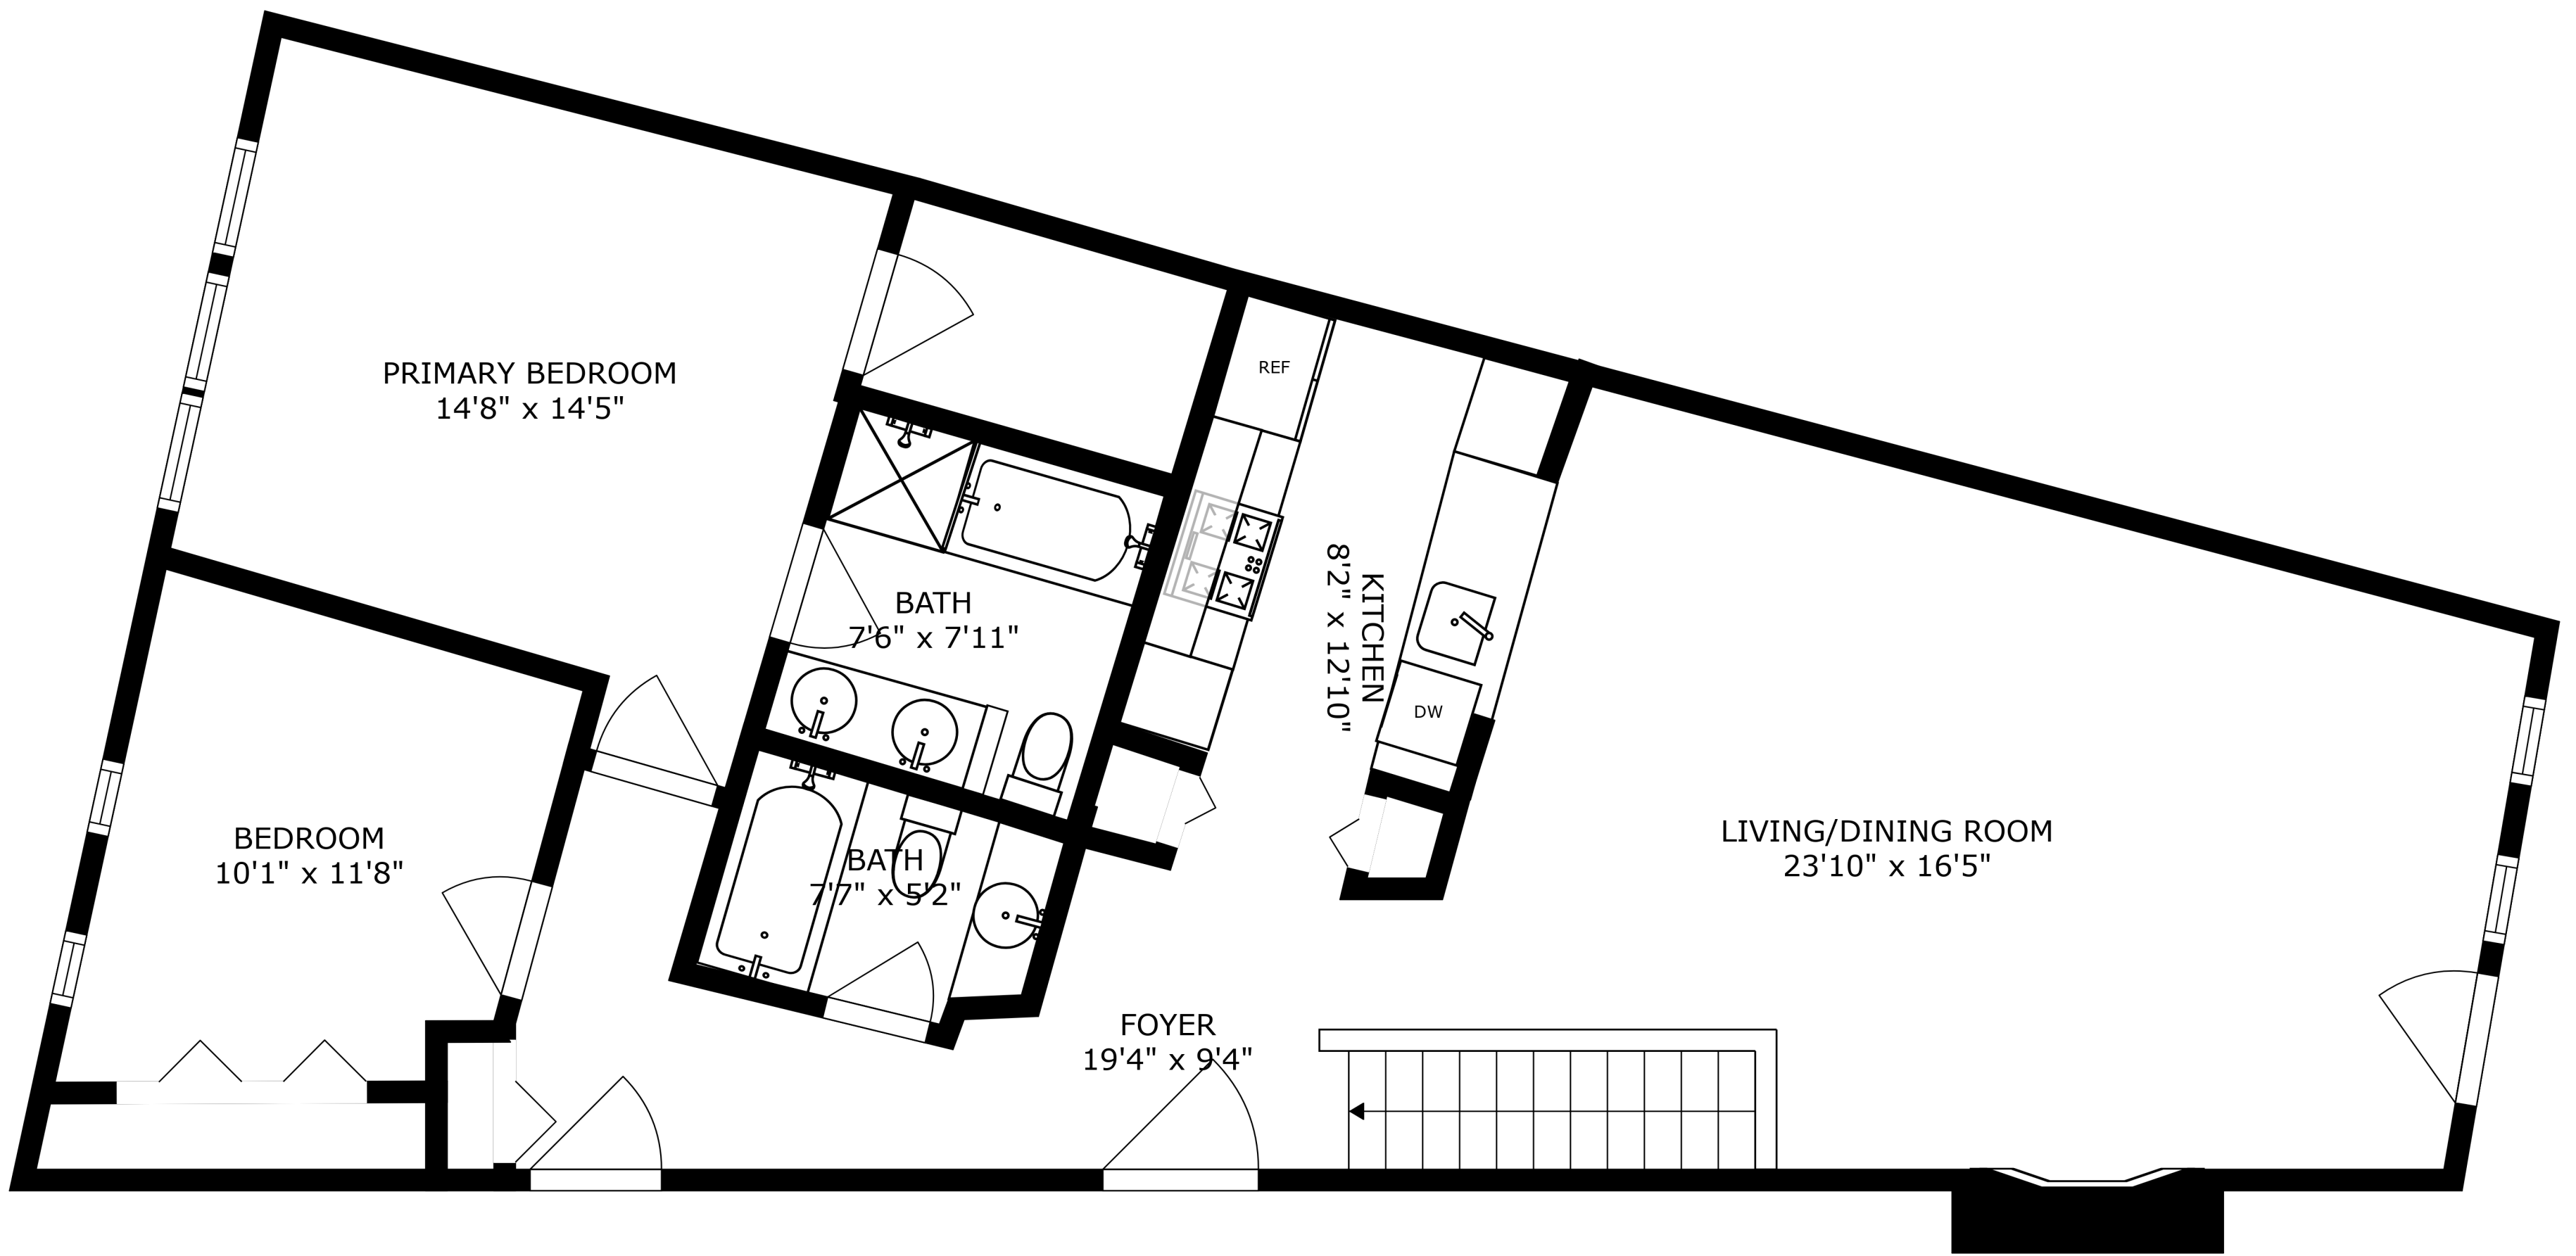 PRIMARY BEDROOM
14'8" x 14'5"
REF
KITCHEN
8'2" x 12'10"
BATH
7'6" x 7'11"
DW
BEDROOM
10'1" x 11'8"
BATH
7'7" x 5'2"
LIVING/DINING ROOM
23'10" x 16'5"
FOYER
19'4" x 9'4"